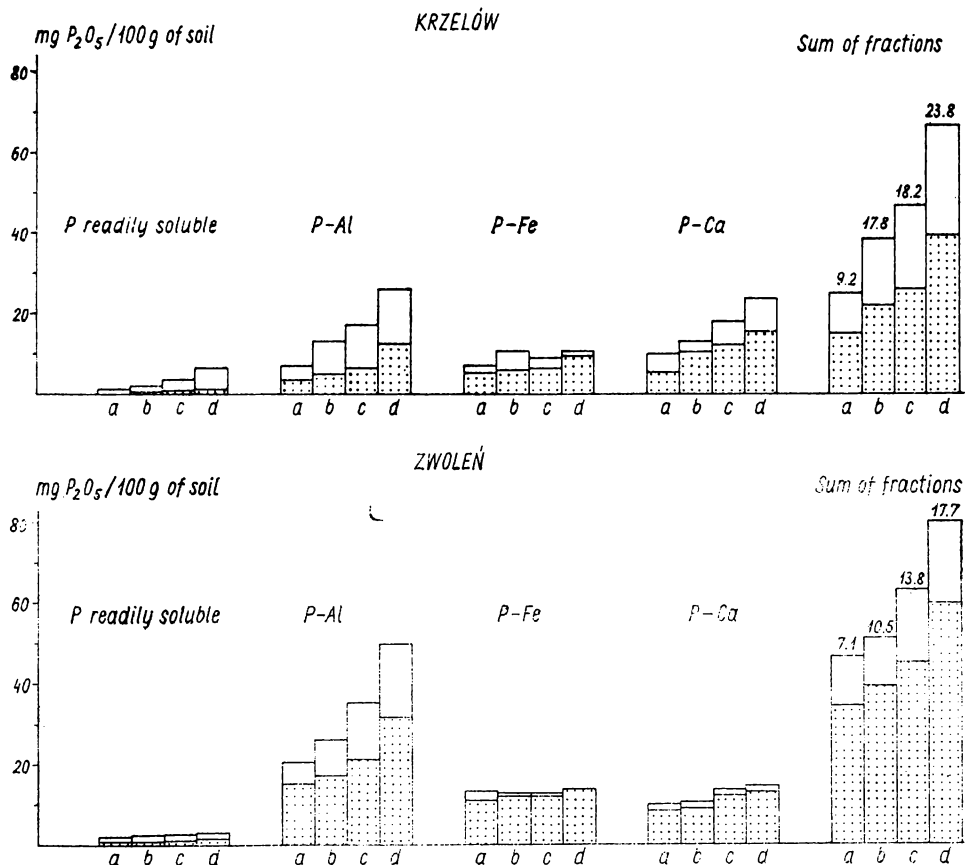 KRZELÓW
mg P₂O₅/100 g of soil
Sum of fractions
80
60
40
20
P readily soluble
P-Al
P-Fe
P-Ca
9.2
17.8
18.2
23.8
a b c d a b c d a b c d a b c d a b c d
ZWOLEŃ
mg P₂O₅/100 g of soil
Sum of fractions
80
60
40
20
P readily soluble
P-Al
P-Fe
P-Ca
7.1
10.5
13.8
17.7
a b c d a b c d a b c d a b c d a b c d